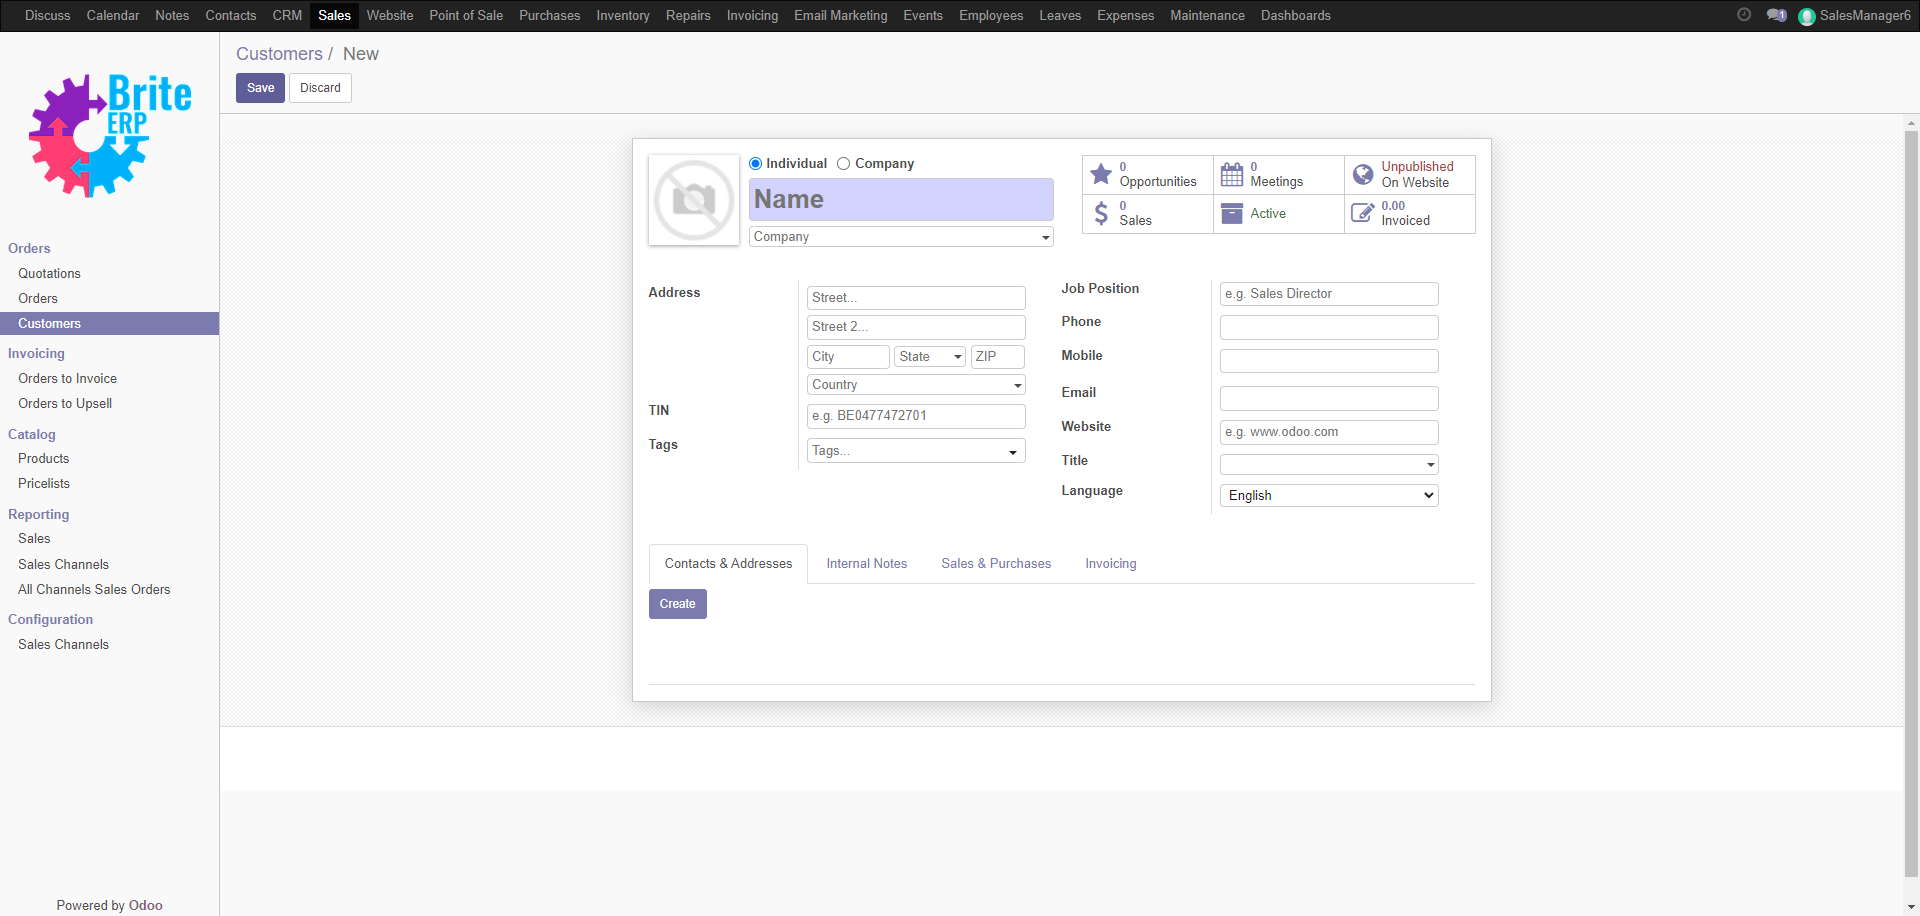 Discuss Calendar Notes Contacts CRM Sales Website Point of Sale Purchases Inventory Repairs Invoicing Email Marketing Events Employees Leaves Expenses Maintenance Dashboards 1 SalesManager6
Customers / New
Save Discard
Brite
ERP
Orders
Quotations
Orders
Customers
Invoicing
Orders to Invoice
Orders to Upsell
Catalog
Products
Pricelists
Reporting
Sales
Sales Channels
All Channels Sales Orders
Configuration
Sales Channels
Powered by Odoo
Individual Company
Name
Company
0
Opportunities
0
Meetings
Unpublished
On Website
0
Sales
Active
0.00
Invoiced
Address
Street...
Street 2...
City State ZIP
Country
TIN e.g. BE0477472701
Tags Tags...
Job Position e.g. Sales Director
Phone
Mobile
Email
Website e.g. www.odoo.com
Title
Language English
Contacts & Addresses Internal Notes Sales & Purchases Invoicing
Create